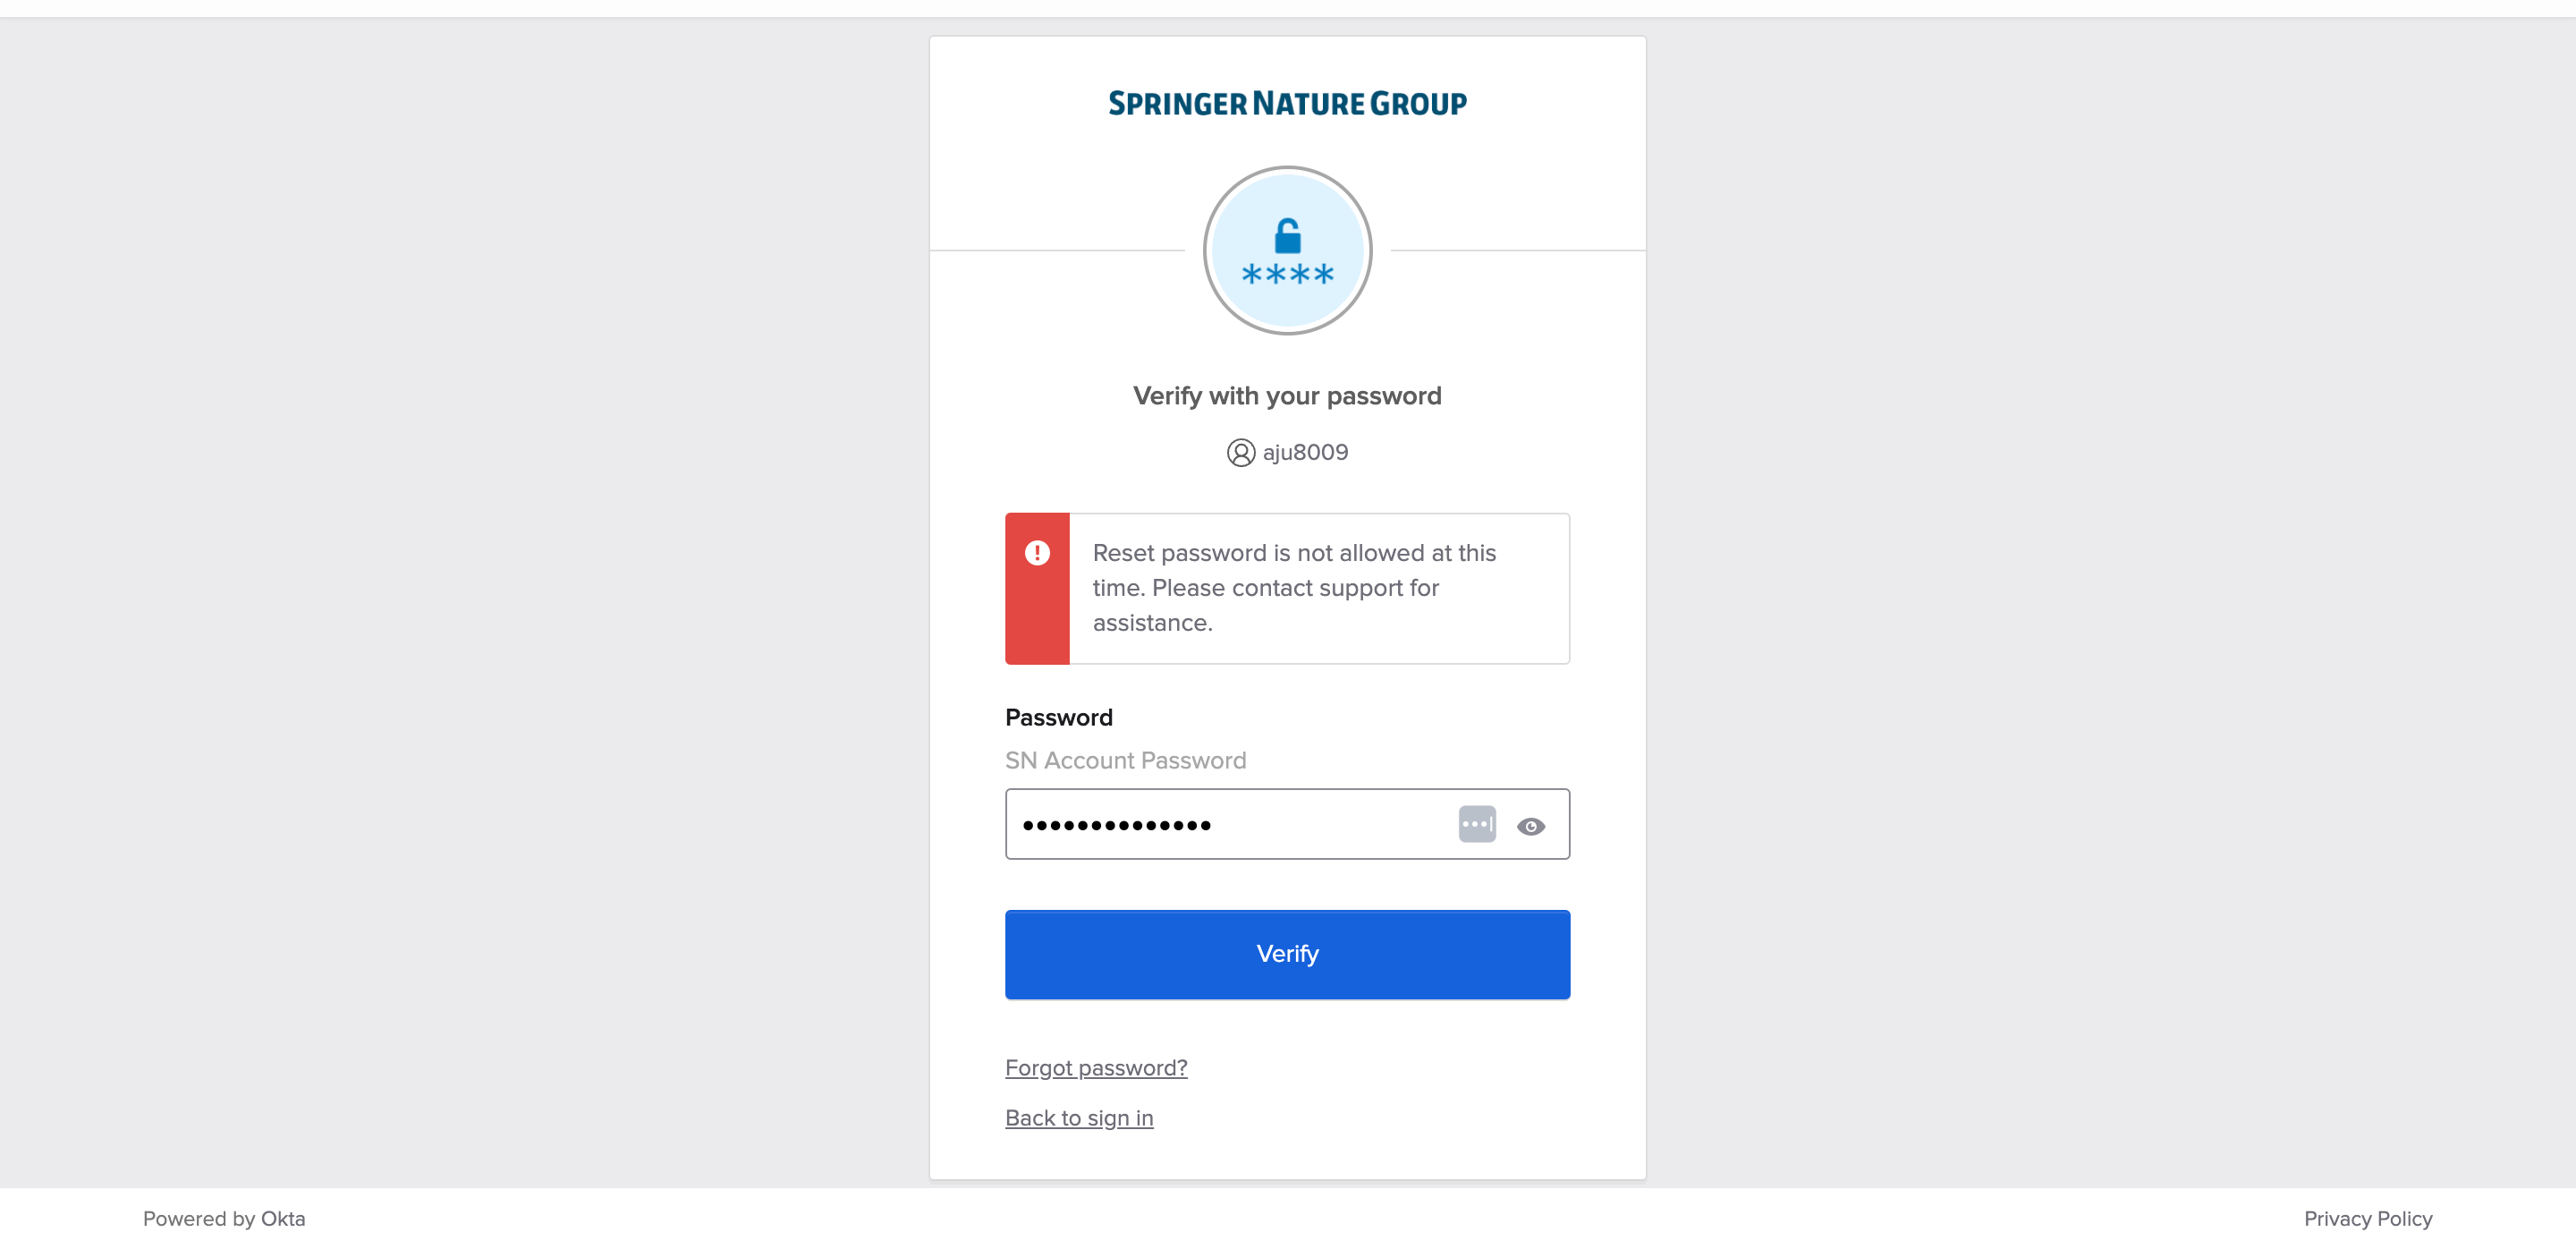 SPRINGER NATURE GROUP
****
Verify with your password
aju8009
Reset password is not allowed at this
time. Please contact support for
assistance.
Password
SN Account Password
••••••••••••••
Verify
Forgot password?
Back to sign in
Powered by Okta
Privacy Policy